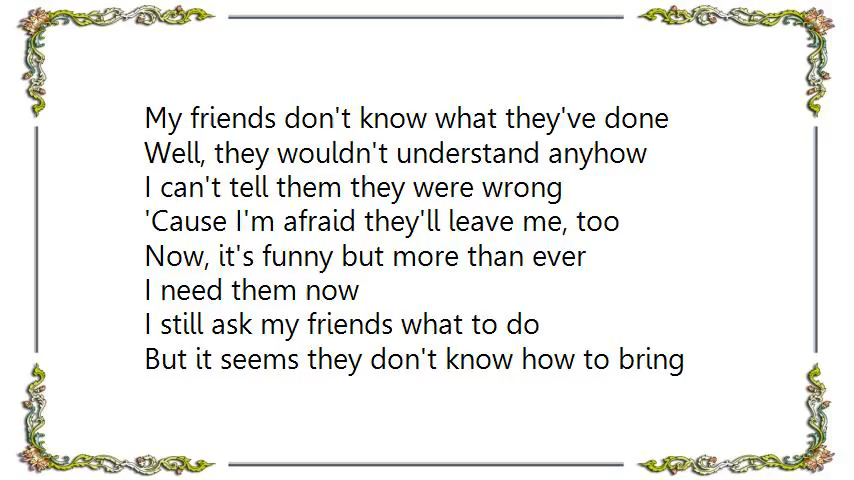 My friends don't know what they've done
Well, they wouldn't understand anyhow
I can't tell them they were wrong
'Cause I'm afraid they'll leave me, too
Now, it's funny but more than ever
I need them now
I still ask my friends what to do
But it seems they don't know how to bring